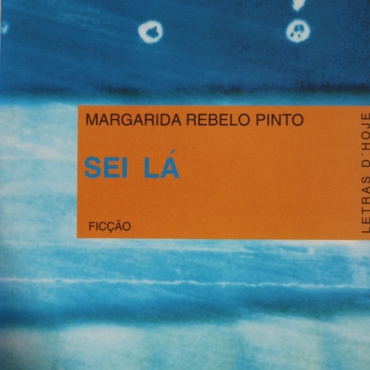 MARGARIDA REBELO PINTO
SEI LÁ
FICÇÃO
LETRAS D'HOJE